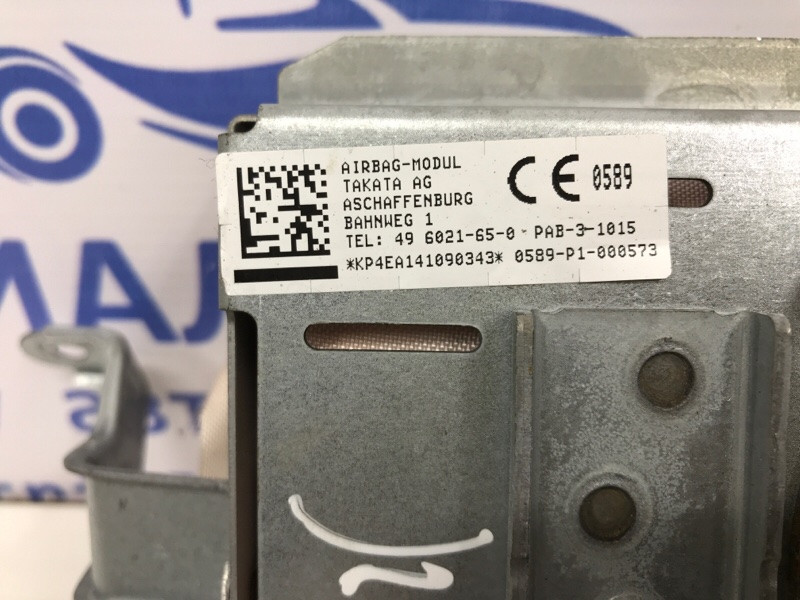 AIRBAG-MODUL
TAKATA AG
ASCHAFFENBURG
BAHNWEG 1
TEL: 49 6021-65-0 PAB-3-1015
*KP4EA141090343* 0589-P1-000573
CE 0589